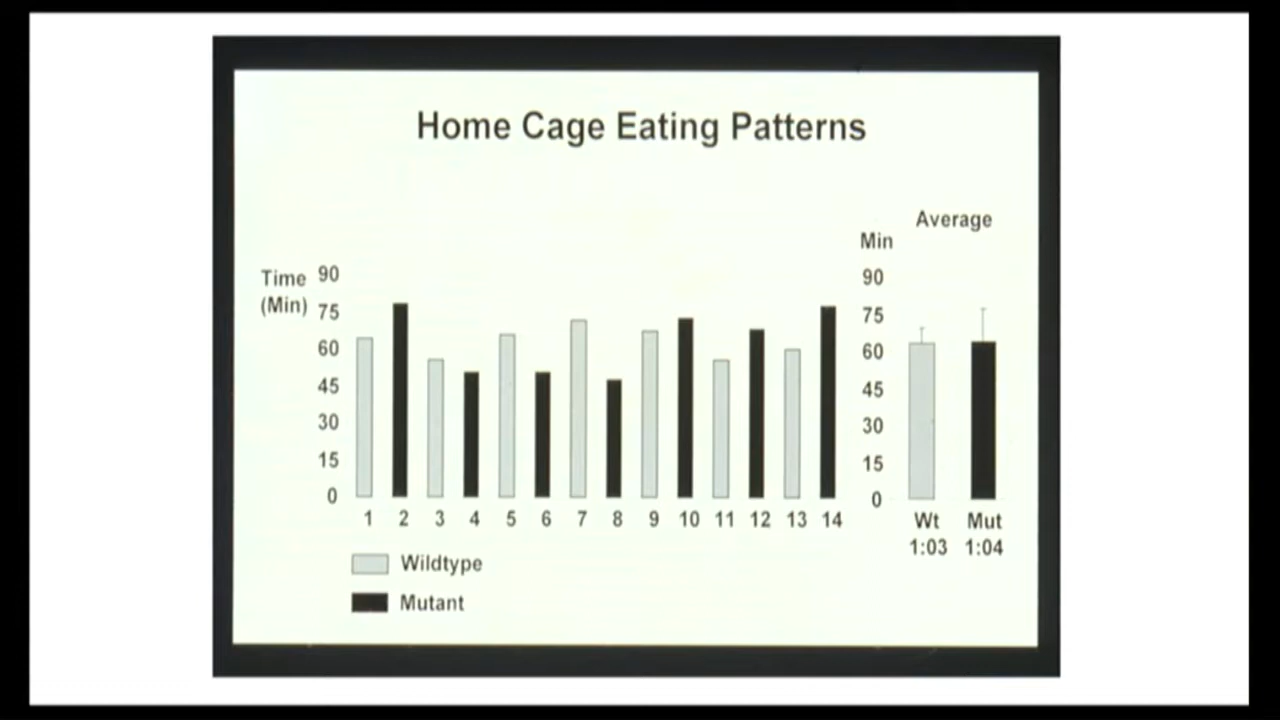 Home Cage Eating Patterns
Time
(Min)
90
75
60
45
30
15
0
1 2 3 4 5 6 7 8 9 10 11 12 13 14
Wildtype
Mutant
Average
Min
90
75
60
45
30
15
0
Wt Mut
1:03 1:04